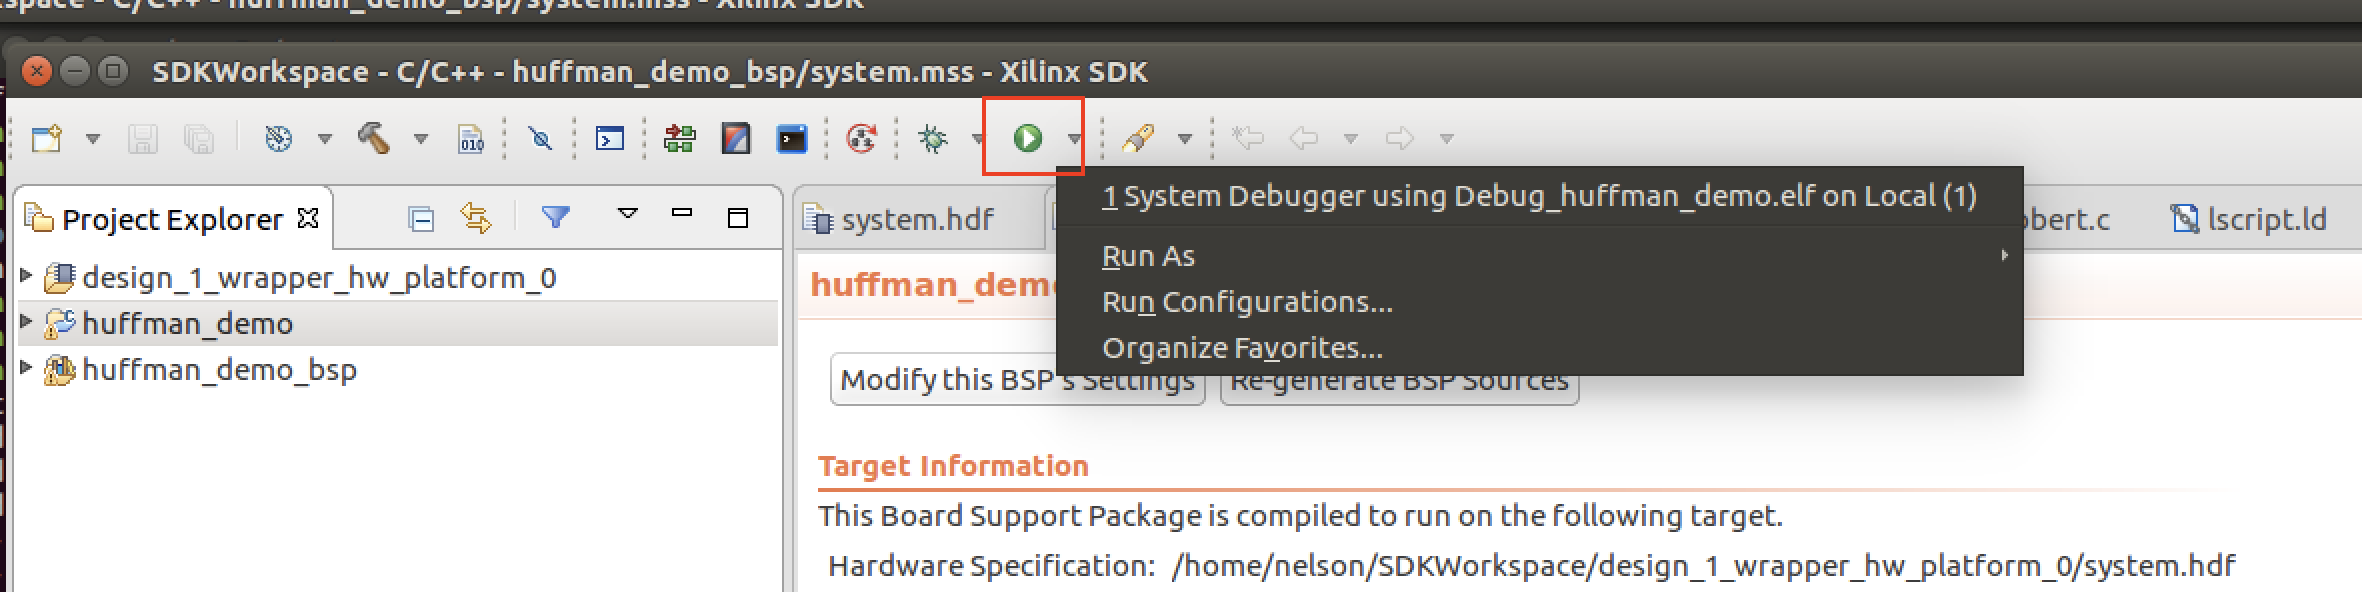 space - C/C++ - huffman_demo_bsp/system.mss - Xilinx SDK
SDKWorkspace - C/C++ - huffman_demo_bsp/system.mss - Xilinx SDK
010
1 System Debugger using Debug_huffman_demo.elf on Local (1)
Run As
Run Configurations...
Organize Favorites...
Project Explorer
design_1_wrapper_hw_platform_0
huffman_demo
huffman_demo_bsp
system.hdf
obert.c
lscript.ld
huffman_dem
Modify this BSP's Settings
Re-generate BSP Sources
Target Information
This Board Support Package is compiled to run on the following target.
Hardware Specification: /home/nelson/SDKWorkspace/design_1_wrapper_hw_platform_0/system.hdf